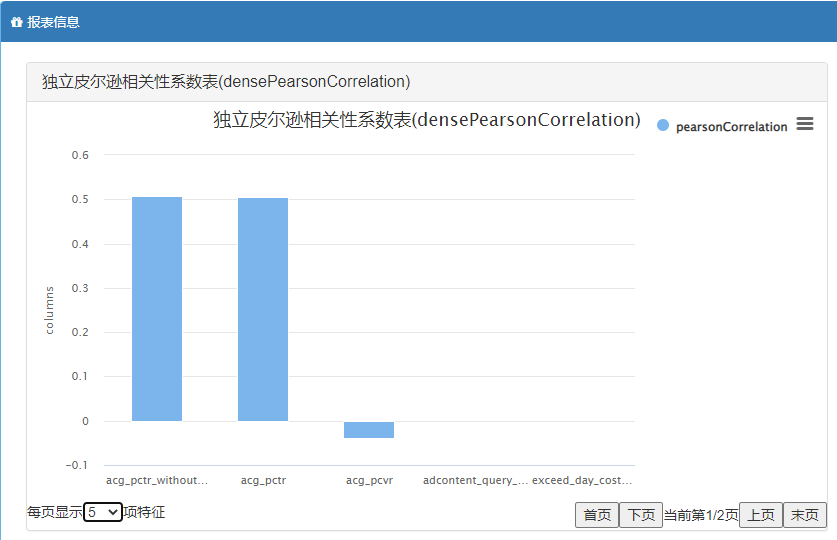 报表信息
独立皮尔逊相关性系数表(densePearsonCorrelation)
独立皮尔逊相关性系数表(densePearsonCorrelation)
pearsonCorrelation
0.6
0.5
0.4
0.3
0.2
0.1
0
-0.1
columns
acg_pctr_without... acg_pctr acg_pcvr adcontent_query_... exceed_day_cost...
每页显示 5 项特征 首页 下页 当前第1/2页 上页 末页